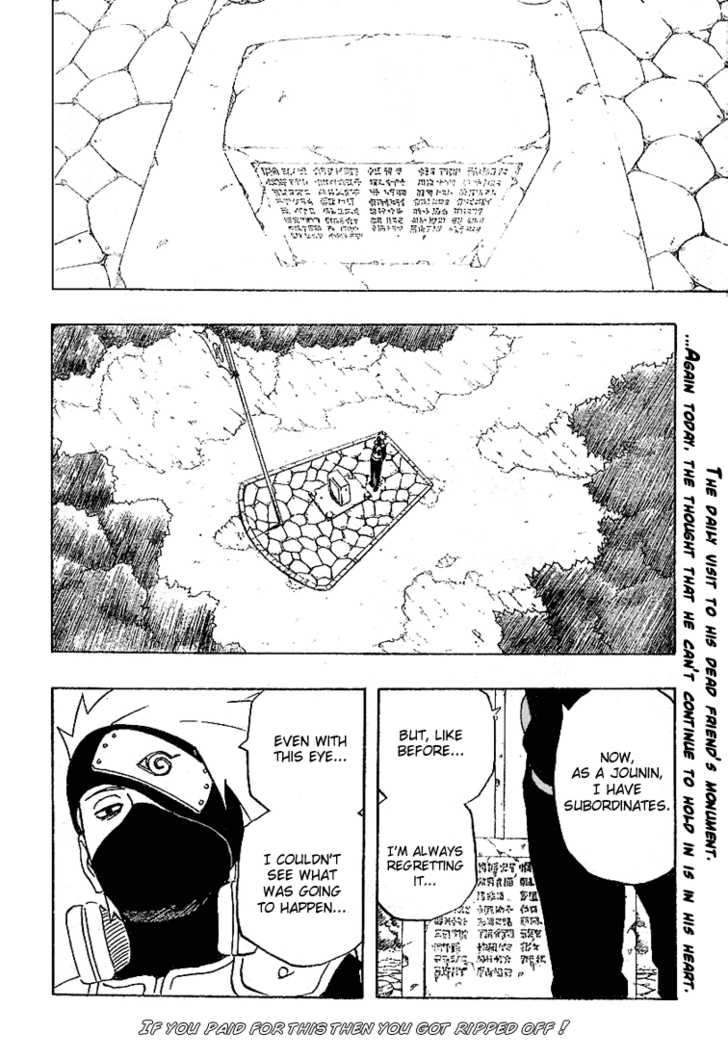 THE DAILY VISIT TO HIS DEAD FRIEND'S MONUMENT.
...AGAIN TODAY, THE THOUGHT THAT HE CAN'T CONTINUE TO HOLD IN IS IN HIS HEART.
NOW,
AS A JOUNIN,
I HAVE
SUBORDINATES.
BUT, LIKE
BEFORE...
I'M ALWAYS
REGRETTING
IT...
EVEN WITH
THIS EYE...
I COULDN'T
SEE WHAT
WAS GOING
TO HAPPEN...
IF YOU PAID FOR THIS THEN YOU GOT RIPPED OFF !